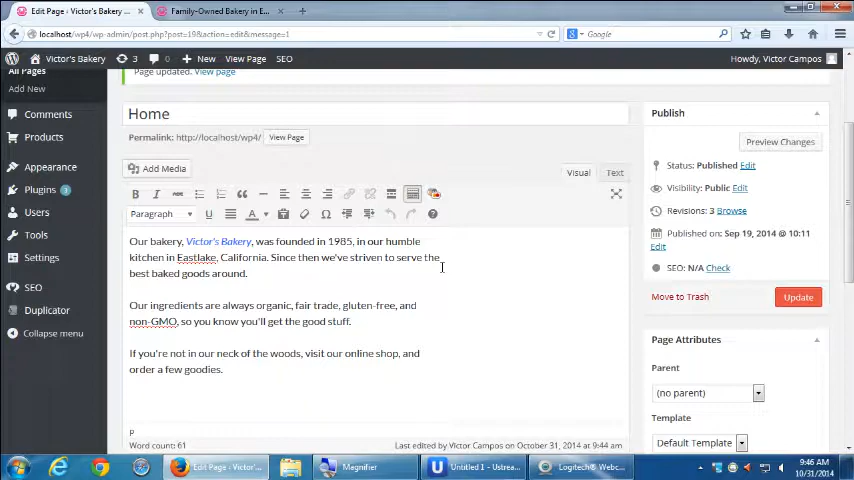 Edit Page ‹ Victor's Bakery ...
Family-Owned Bakery in E...
localhost/wp4/wp-admin/post.php?post=19&action=edit&message=1
Google
Victor's Bakery
3
0
New
View Page
SEO
Howdy, Victor Campos
All Pages
Add New
Comments
Products
Appearance
Plugins 3
Users
Tools
Settings
SEO
Duplicator
Collapse menu
Page updated. View page
Home
Permalink: http://localhost/wp4/ View Page
Add Media
Visual
Text
B I ABC
Paragraph U A
Our bakery, Victor's Bakery, was founded in 1985, in our humble
kitchen in Eastlake, California. Since then we've striven to serve the
best baked goods around.
Our ingredients are always organic, fair trade, gluten-free, and
non-GMO, so you know you'll get the good stuff.
If you're not in our neck of the woods, visit our online shop, and
order a few goodies.
P
Word count: 61
Last edited by Victor Campos on October 31, 2014 at 9:44 am
Publish
Preview Changes
Status: Published Edit
Visibility: Public Edit
Revisions: 3 Browse
Published on: Sep 19, 2014 @ 10:11
Edit
SEO: N/A Check
Move to Trash
Update
Page Attributes
Parent
(no parent)
Template
Default Template
Edit Page ‹ Victor'...
Magnifier
Untitled 1 - Ustrea...
Logitech® Webc...
9:46 AM
10/31/2014